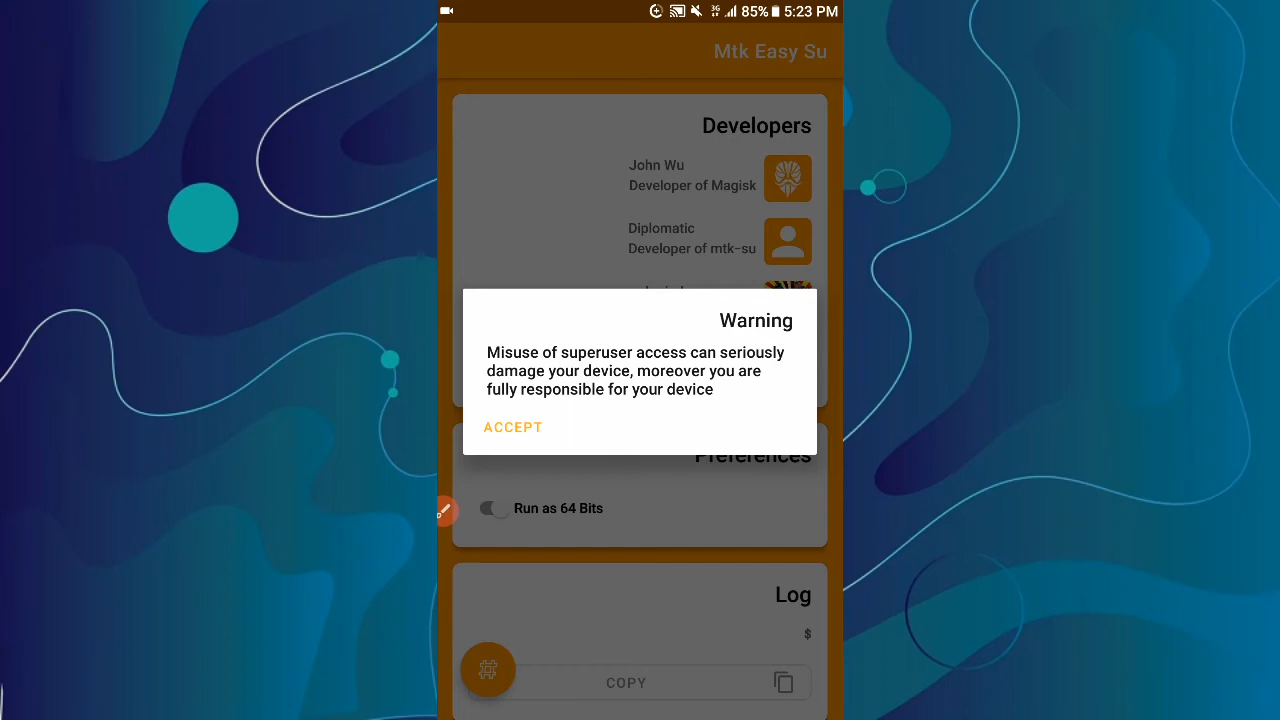 3G 85% 5:23 PM
Mtk Easy Su
Developers
John Wu
Developer of Magisk
Diplomatic
Developer of mtk-su
Warning
Misuse of superuser access can seriously
damage your device, moreover you are
fully responsible for your device
ACCEPT
Preferences
Run as 64 Bits
Log
$
#
COPY